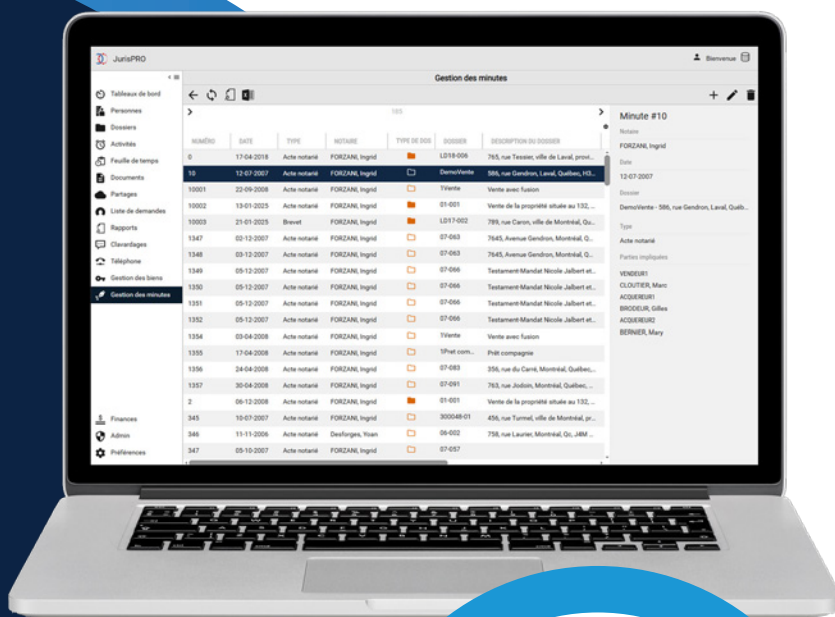 JurisPRO
Bienvenue
Gestion des minutes
Tableaux de bord
Personnes
Dossiers
Activités
Feuille de temps
Documents
Partages
Liste de demandes
Rapports
Clavardages
Téléphone
Gestion des biens
Gestion des minutes
Finances
Admin
Préférences
NUMÉRO DATE TYPE NOTAIRE TYPE DE DOS DOSSIER DESCRIPTION DU DOSSIER
0 17-04-2018 Acte notarié FORZANI, Ingrid LD18-006 765, rue Tessier, ville de Laval, provi...
10 12-07-2007 Acte notarié FORZANI, Ingrid DemoVente 586, rue Gendron, Laval, Québec, H3...
10001 22-09-2008 Acte notarié FORZANI, Ingrid 1Vente Vente avec fusion
10002 13-01-2025 Acte notarié FORZANI, Ingrid 01-001 Vente de la propriété située au 132, ...
10003 21-01-2025 Brevet FORZANI, Ingrid LD17-002 789, rue Caron, ville de Montréal, Qu...
1347 02-12-2007 Acte notarié FORZANI, Ingrid 07-063 7645, Avenue Gendron, Montréal, Q...
1348 03-12-2007 Acte notarié FORZANI, Ingrid 07-063 7645, Avenue Gendron, Montréal, Q...
1349 05-12-2007 Acte notarié FORZANI, Ingrid 07-066 Testament-Mandat Nicole Jalbert et...
1350 05-12-2007 Acte notarié FORZANI, Ingrid 07-066 Testament-Mandat Nicole Jalbert et...
1351 05-12-2007 Acte notarié FORZANI, Ingrid 07-066 Testament-Mandat Nicole Jalbert et...
1352 05-12-2007 Acte notarié FORZANI, Ingrid 07-066 Testament-Mandat Nicole Jalbert et...
1354 03-04-2008 Acte notarié FORZANI, Ingrid 1Vente Vente avec fusion
1355 17-04-2008 Acte notarié FORZANI, Ingrid 1Pret com... Prêt compagnie
1356 24-04-2008 Acte notarié FORZANI, Ingrid 07-083 356, rue du Carré, Montréal, Québec,...
1357 30-04-2008 Acte notarié FORZANI, Ingrid 07-091 763, rue Jodoin, Montréal, Québec, ...
2 06-12-2008 Acte notarié FORZANI, Ingrid 01-001 Vente de la propriété située au 132, ...
345 10-07-2007 Acte notarié FORZANI, Ingrid 300048-01 456, rue Turmel, ville de Montréal, pr...
346 11-11-2006 Acte notarié Desforges, Yoan 06-002 758, rue Laurier, Montréal, Qc, J4M ...
347 05-10-2007 Acte notarié FORZANI, Ingrid 07-057
Minute #10
Notaire
FORZANI, Ingrid
Date
12-07-2007
Dossier
DemoVente - 586, rue Gendron, Laval, Québ...
Type
Acte notarié
Parties impliquées
VENDEUR1
CLOUTIER, Marc
ACQUEREUR1
BRODEUR, Gilles
ACQUEREUR2
BERNIER, Mary